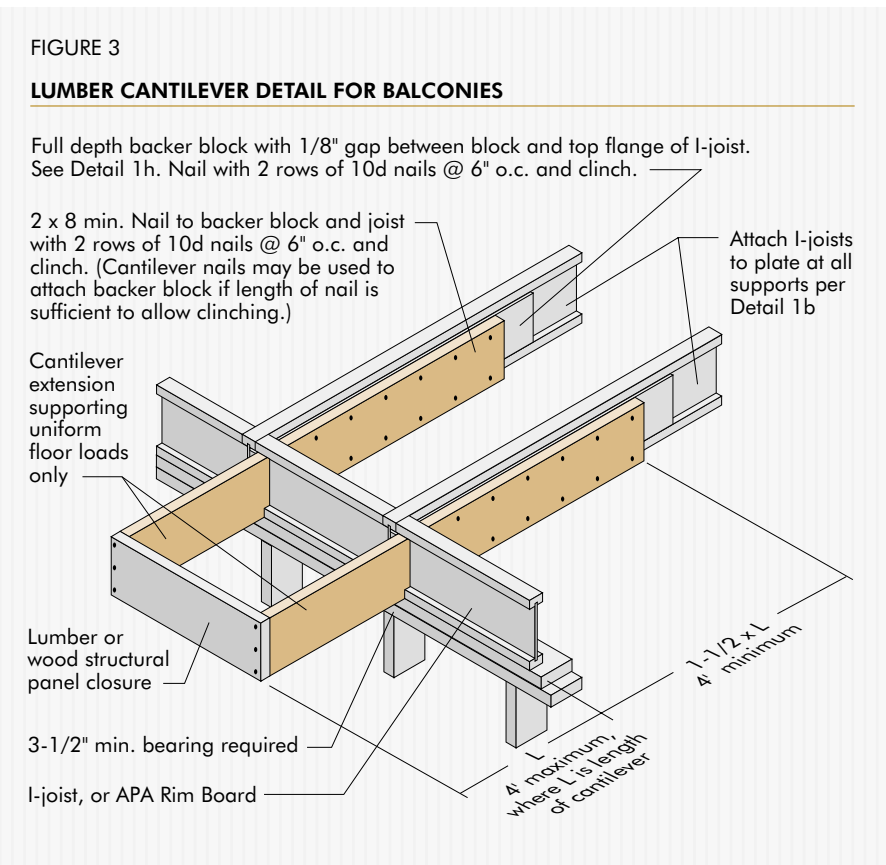 FIGURE 3
LUMBER CANTILEVER DETAIL FOR BALCONIES
Full depth backer block with 1/8" gap between block and top flange of I-joist.
See Detail 1h. Nail with 2 rows of 10d nails @ 6" o.c. and clinch.
2 x 8 min. Nail to backer block and joist
with 2 rows of 10d nails @ 6" o.c. and
clinch. (Cantilever nails may be used to
attach backer block if length of nail is
sufficient to allow clinching.)
Attach I-joists
to plate at all
supports per
Detail 1b
Cantilever
extension
supporting
uniform
floor loads
only
Lumber or
wood structural
panel closure
3-1/2" min. bearing required
I-joist, or APA Rim Board
L
4' maximum,
where L is length
of cantilever
1-1/2 x L
4' minimum